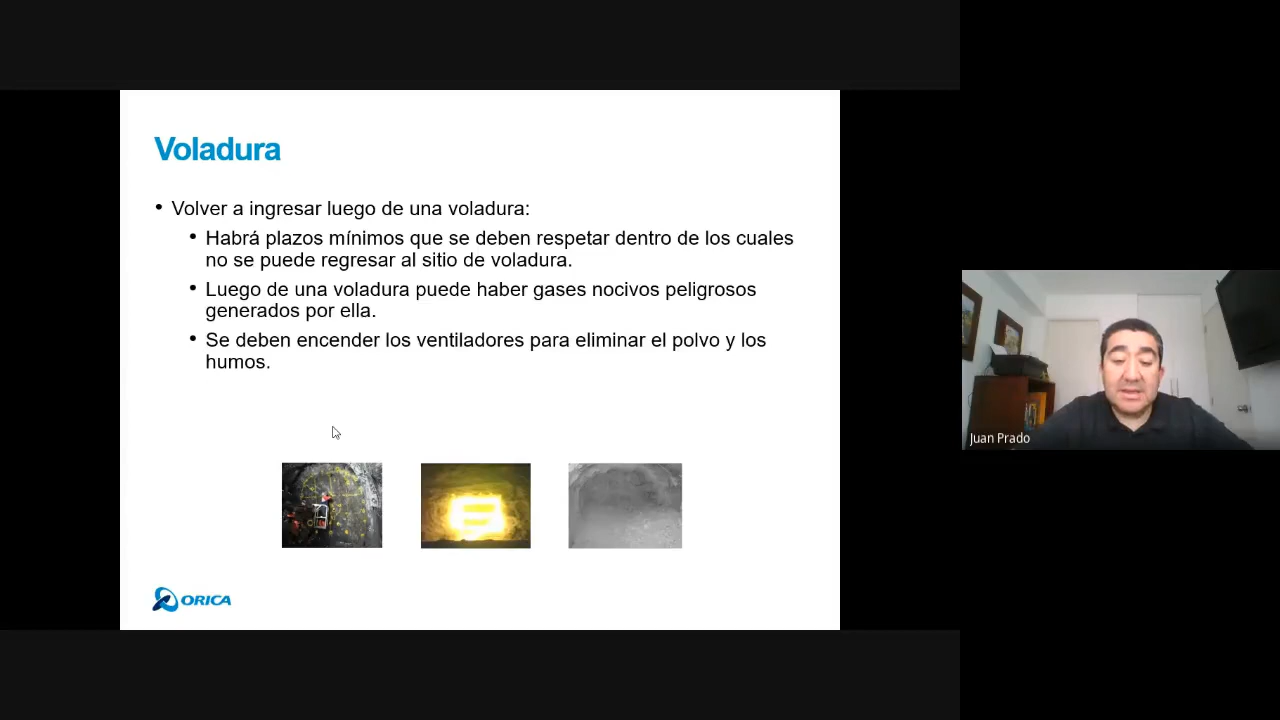 Voladura
• Volver a ingresar luego de una voladura:
• Habrá plazos mínimos que se deben respetar dentro de los cuales
no se puede regresar al sitio de voladura.
• Luego de una voladura puede haber gases nocivos peligrosos
generados por ella.
• Se deben encender los ventiladores para eliminar el polvo y los
humos.
ORICA
Juan Prado